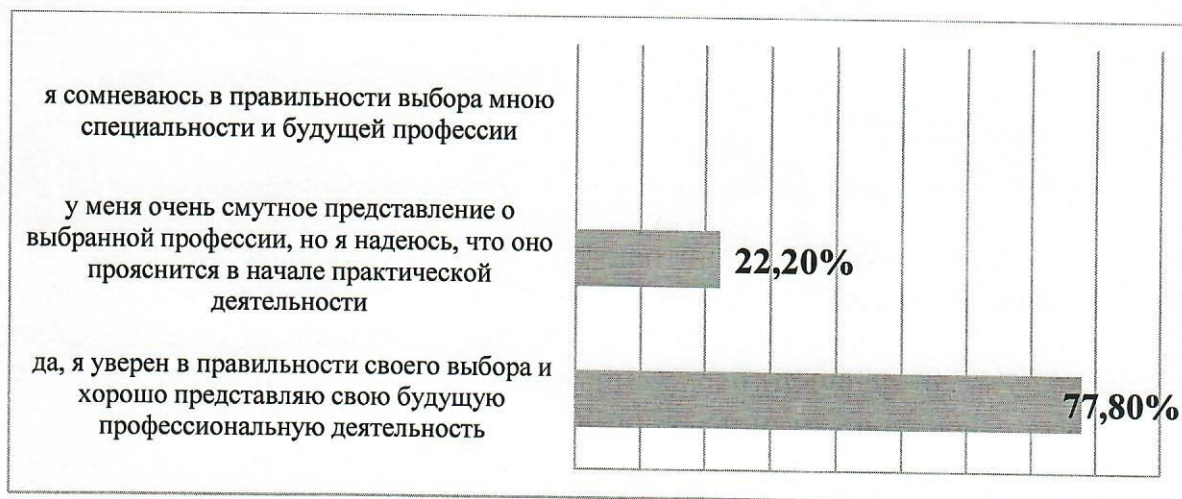 я сомневаюсь в правильности выбора мною
специальности и будущей профессии
у меня очень смутное представление о
выбранной профессии, но я надеюсь, что оно
прояснится в начале практической
деятельности
22,20%
да, я уверен в правильности своего выбора и
хорошо представляю свою будущую
профессиональную деятельность
77,80%